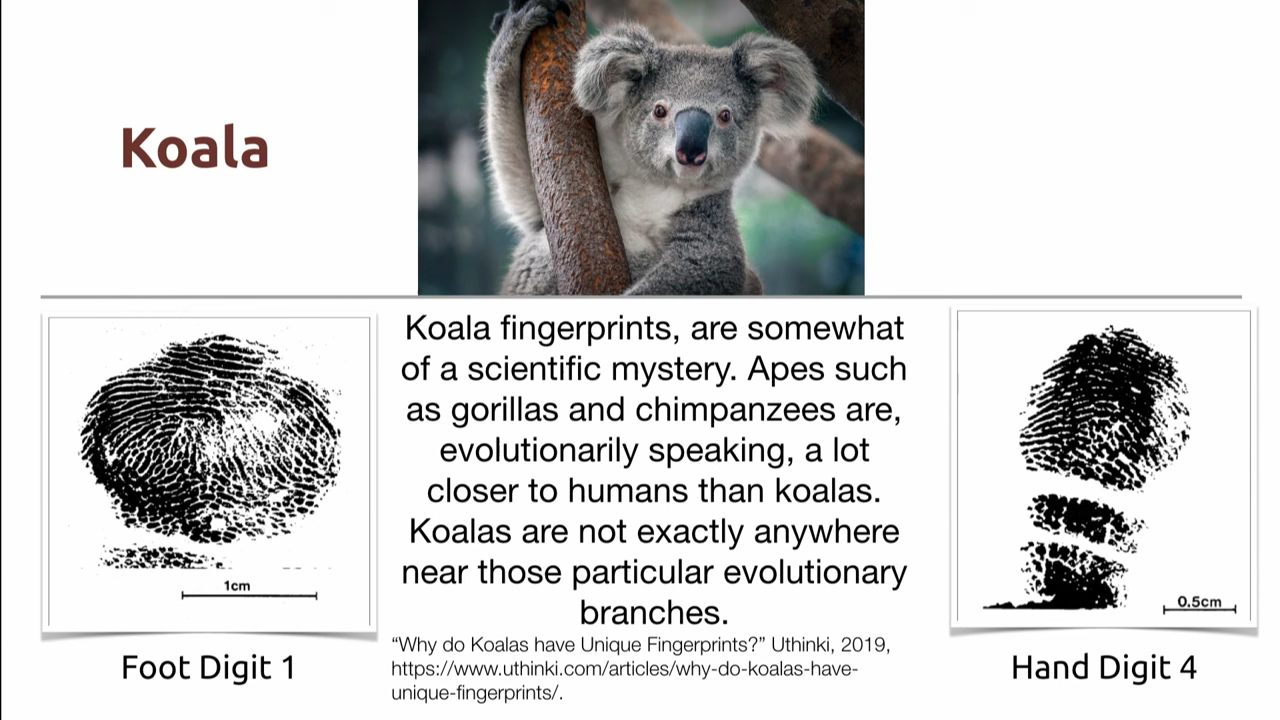 Koala
Koala fingerprints, are somewhat
of a scientific mystery. Apes such
as gorillas and chimpanzees are,
evolutionarily speaking, a lot
closer to humans than koalas.
Koalas are not exactly anywhere
near those particular evolutionary
branches.
“Why do Koalas have Unique Fingerprints?” Uthinki, 2019,
https://www.uthinki.com/articles/why-do-koalas-have-
unique-fingerprints/.
1cm
Foot Digit 1
0.5cm
Hand Digit 4